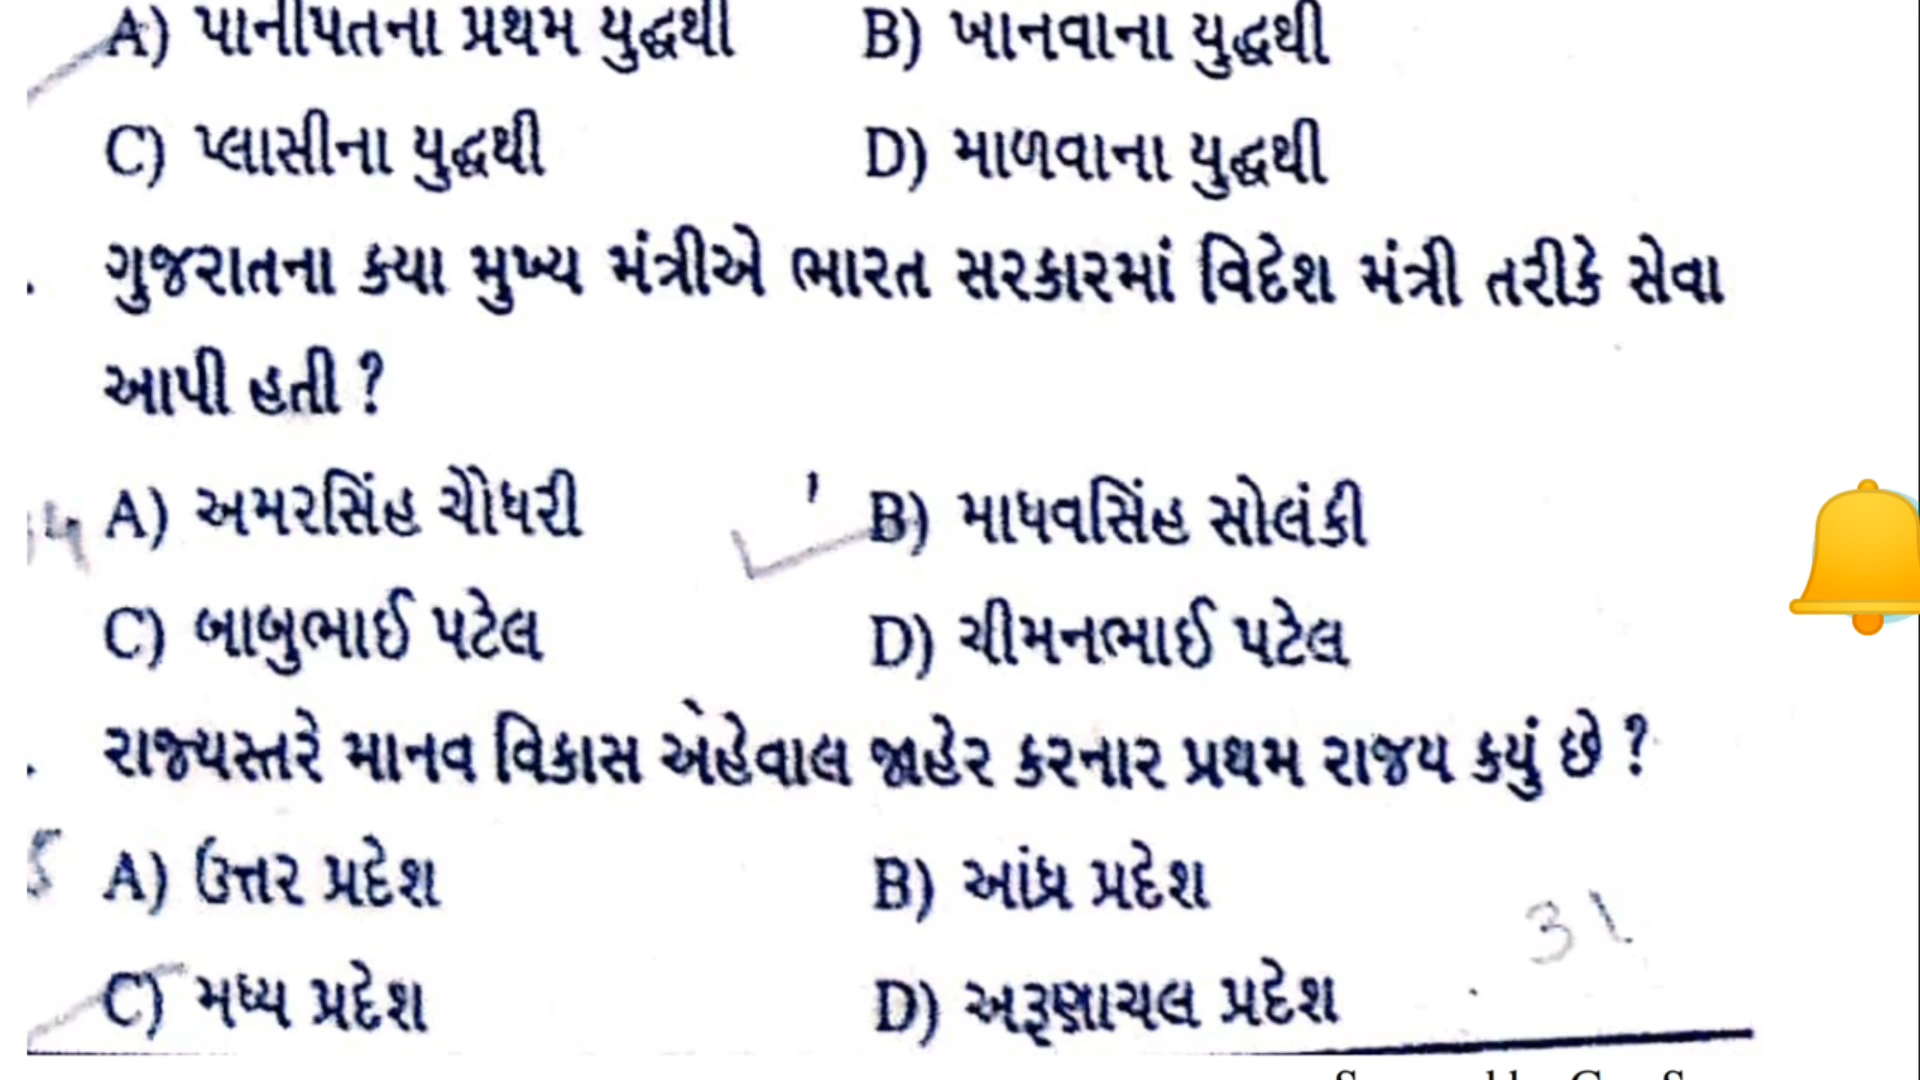 A) પાનીપતના પ્રથમ યુદ્ધથી B) ખાનવાના યુદ્ધથી
C) પ્લાસીના યુદ્ધથી D) માળવાના યુદ્ધથી
. ગુજરાતના કયા મુખ્ય મંત્રીએ ભારત સરકારમાં વિદેશ મંત્રી તરીકે સેવા
આપી હતી ?
A) અમરસિંહ ચૌધરી B) માધવસિંહ સોલંકી
C) બાબુભાઈ પટેલ D) ચીમનભાઈ પટેલ
. રાજ્યસ્તરે માનવ વિકાસ અહેવાલ જાહેર કરનાર પ્રથમ રાજય કયું છે ?
A) ઉત્તર પ્રદેશ B) આંધ્ર પ્રદેશ
C) મધ્ય પ્રદેશ D) અરૂણાચલ પ્રદેશ
31